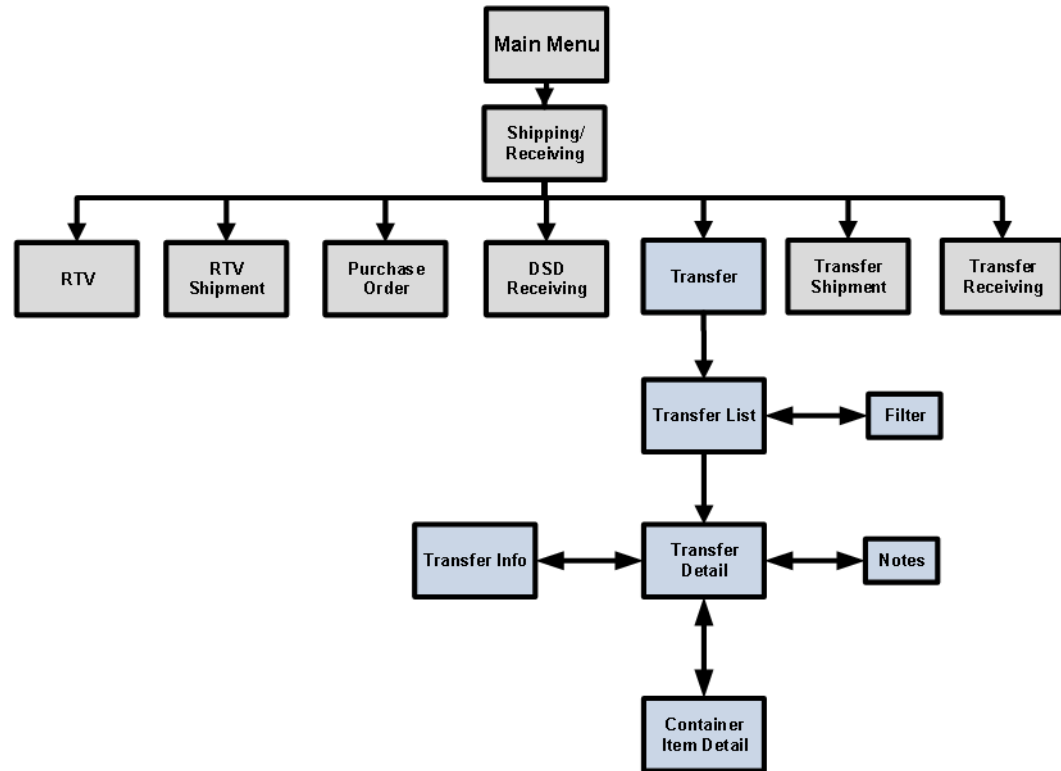 Main Menu
Shipping/
Receiving
RTV
RTV
Shipment
Purchase
Order
DSD
Receiving
Transfer
Transfer
Shipment
Transfer
Receiving
Transfer List
Filter
Transfer Info
Transfer
Detail
Notes
Container
Item Detail